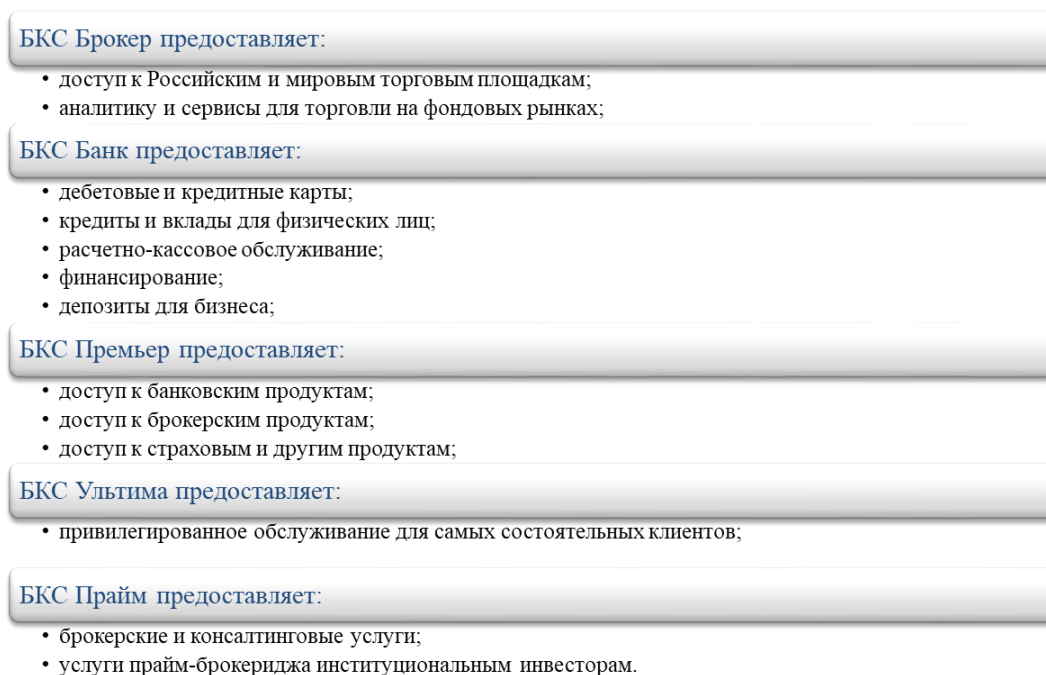 БКС Брокер предоставляет:
• доступ к Российским и мировым торговым площадкам;
• аналитику и сервисы для торговли на фондовых рынках;
БКС Банк предоставляет:
• дебетовые и кредитные карты;
• кредиты и вклады для физических лиц;
• расчетно-кассовое обслуживание;
• финансирование;
• депозиты для бизнеса;
БКС Премьер предоставляет:
• доступ к банковским продуктам;
• доступ к брокерским продуктам;
• доступ к страховым и другим продуктам;
БКС Ультима предоставляет:
• привилегированное обслуживание для самых состоятельных клиентов;
БКС Прайм предоставляет:
• брокерские и консалтинговые услуги;
• услуги прайм-брокериджа институциональным инвесторам.